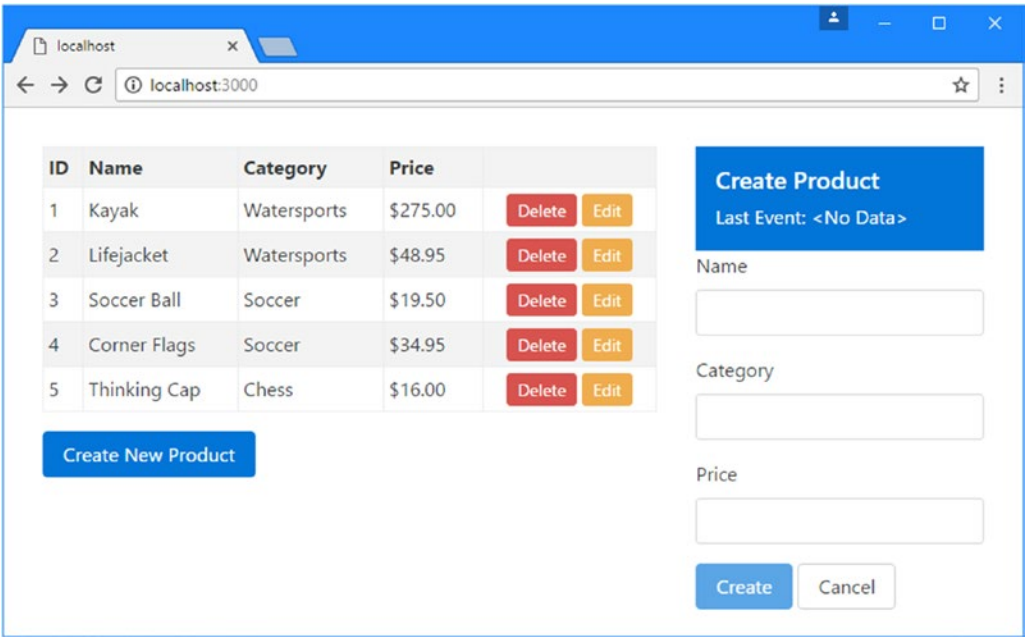 localhost
localhost:3000
ID Name Category Price
1 Kayak Watersports $275.00 Delete Edit
2 Lifejacket Watersports $48.95 Delete Edit
3 Soccer Ball Soccer $19.50 Delete Edit
4 Corner Flags Soccer $34.95 Delete Edit
5 Thinking Cap Chess $16.00 Delete Edit
Create New Product
Create Product
Last Event: <No Data>
Name
Category
Price
Create Cancel